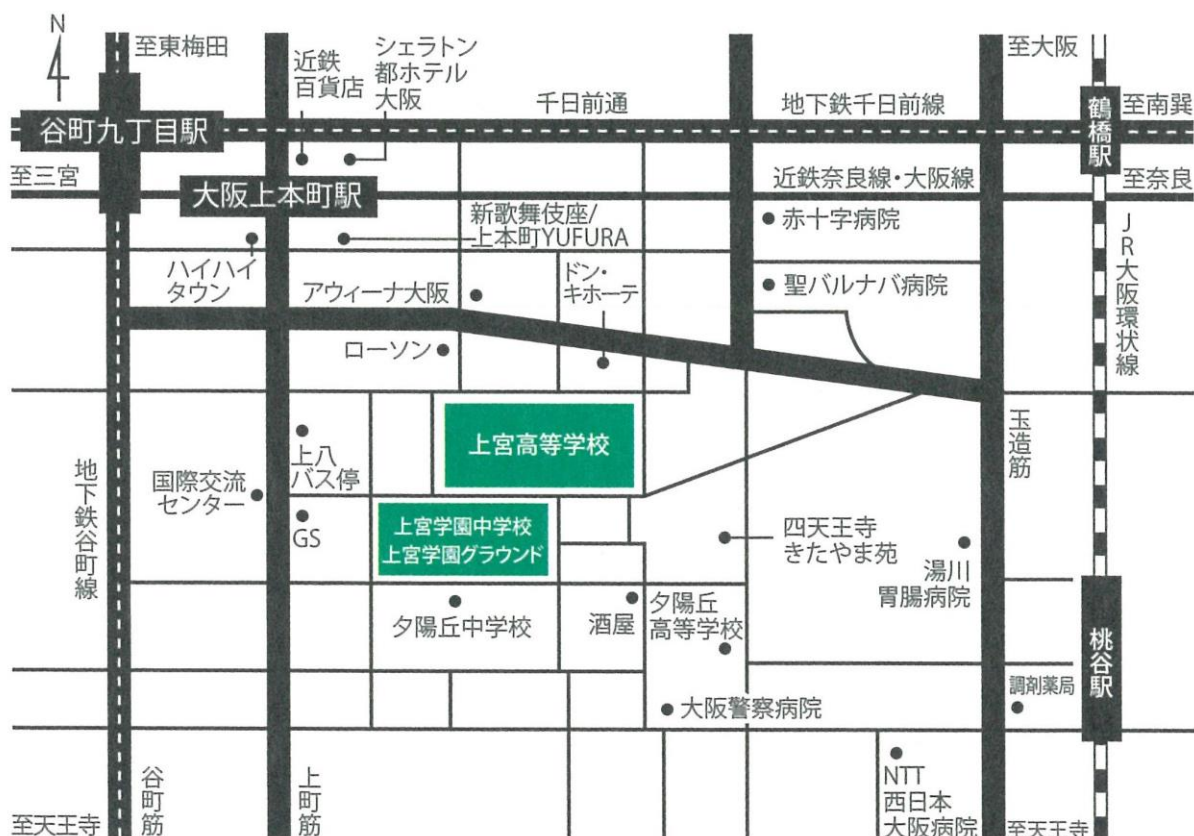 N
至東梅田
近鉄
百貨店
シェラトン
都ホテル
大阪
千日前通
地下鉄千日前線
至大阪
鶴橋駅
至南巽
谷町九丁目駅
至三宮
大阪上本町駅
近鉄奈良線・大阪線
至奈良
新歌舞伎座/
上本町YUFURA
赤十字病院
JR大阪環状線
ハイハイ
タウン
アウィーナ大阪
ドン・
キホーテ
聖バルナバ病院
ローソン
上宮高等学校
玉造筋
上八
バス停
地下鉄谷町線
国際交流
センター
GS
上宮学園中学校
上宮学園グラウンド
四天王寺
きたやま苑
湯川
胃腸病院
夕陽丘中学校
酒屋
夕陽丘
高等学校
桃谷駅
調剤薬局
大阪警察病院
谷町筋
上町筋
NTT
西日本
大阪病院
至天王寺
至天王寺